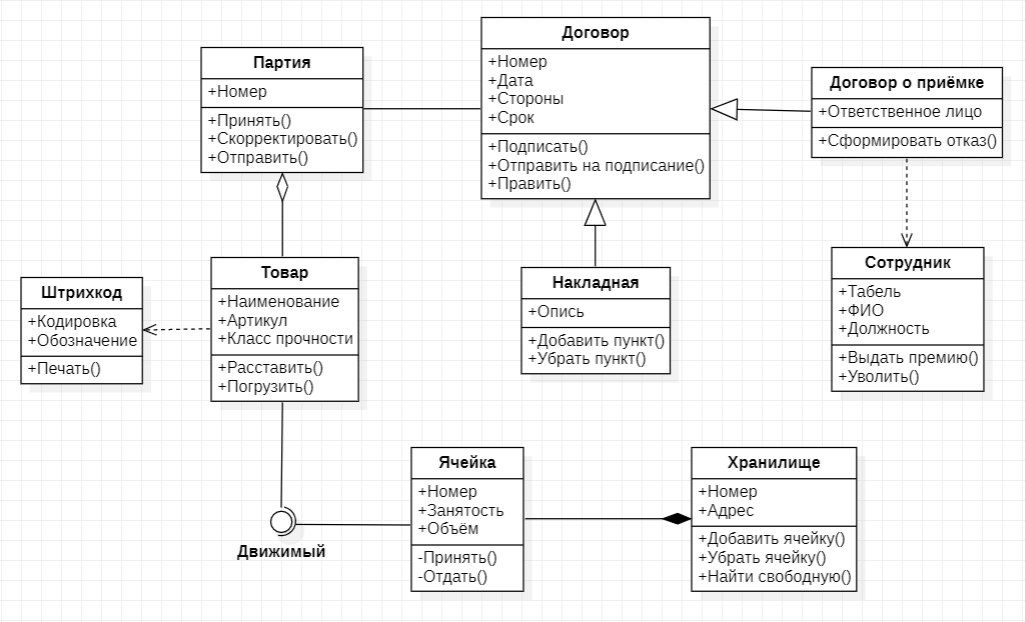 Партия
+Номер
+Принять()
+Скорректировать()
+Отправить()
Договор
+Номер
+Дата
+Стороны
+Срок
+Подписать()
+Отправить на подписание()
+Править()
Договор о приёмке
+Ответственное лицо
+Сформировать отказ()
Штрихкод
+Кодировка
+Обозначение
+Печать()
Товар
+Наименование
+Артикул
+Класс прочности
+Расставить()
+Погрузить()
Накладная
+Опись
+Добавить пункт()
+Убрать пункт()
Сотрудник
+Табель
+ФИО
+Должность
+Выдать премию()
+Уволить()
Движимый
Ячейка
+Номер
+Занятость
+Объём
-Принять()
-Отдать()
Хранилище
+Номер
+Адрес
+Добавить ячейку()
+Убрать ячейку()
+Найти свободную()